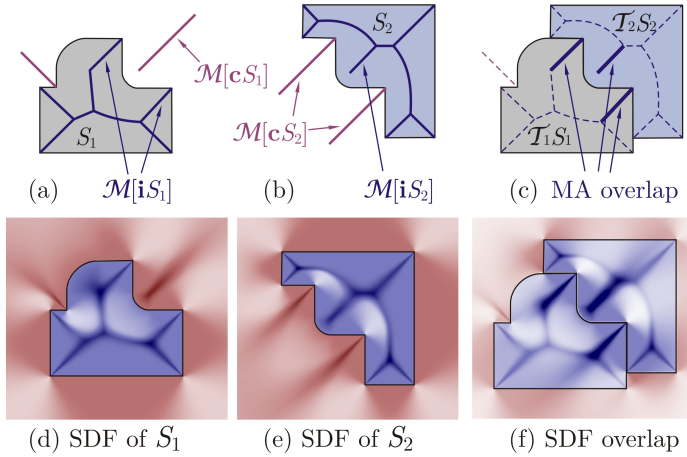 S₁
𝓜[cS₁]
𝓜[iS₁]
(a)
S₂
𝓜[cS₂]
𝓜[iS₂]
(b)
𝒯₂S₂
𝒯₁S₁
(c) MA overlap
(d) SDF of S₁
(e) SDF of S₂
(f) SDF overlap